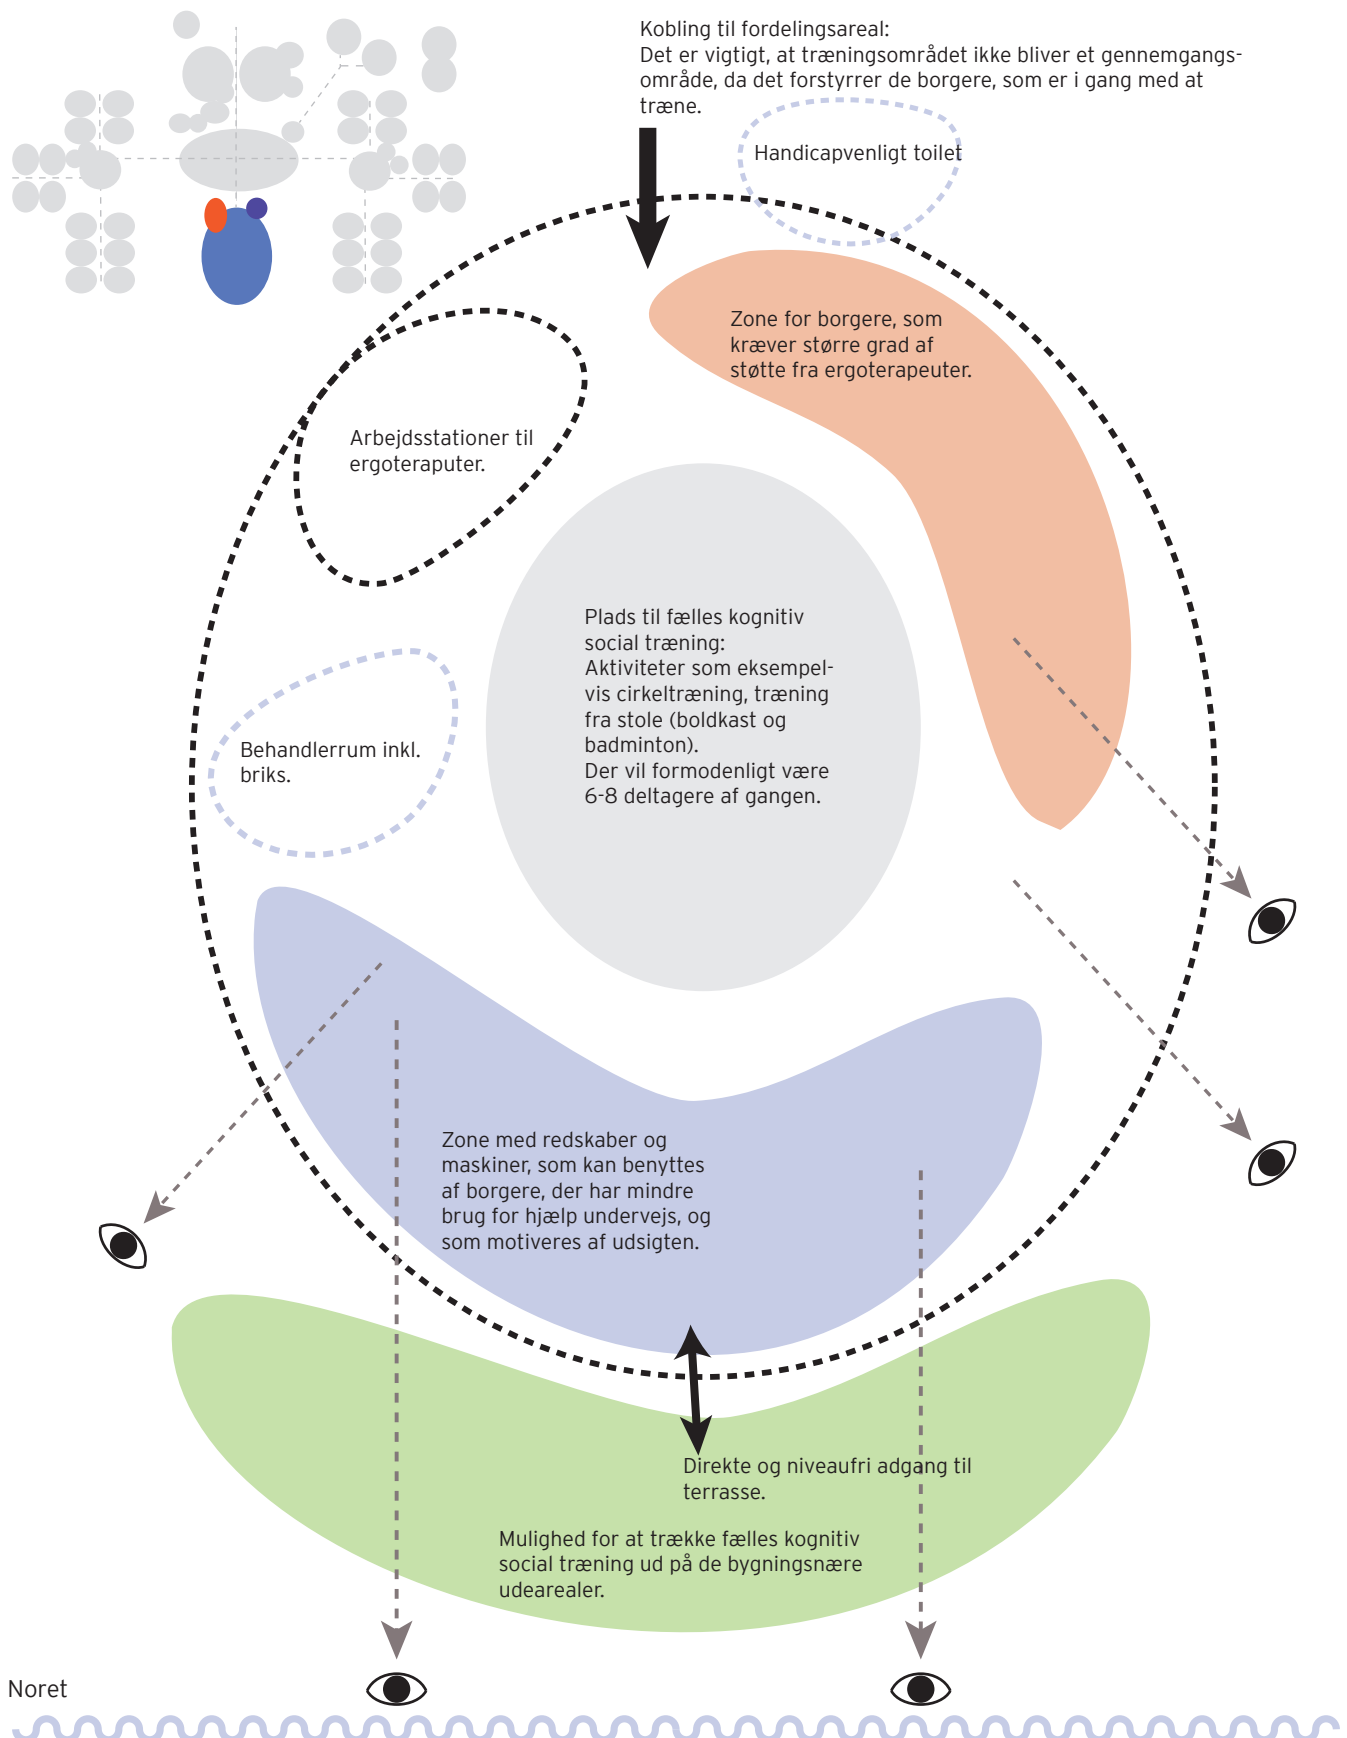 Kobling til fordelingsareal:
Det er vigtigt, at træningsområdet ikke bliver et gennemgangs-
område, da det forstyrrer de borgere, som er i gang med at
træne.
Handicapvenligt toilet
Zone for borgere, som
kræver større grad af
støtte fra ergoterapeuter.
Arbejdsstationer til
ergoteraputer.
Plads til fælles kognitiv
social træning:
Aktiviteter som eksempel-
vis cirkeltræning, træning
fra stole (boldkast og
badminton).
Der vil formodenligt være
6-8 deltagere af gangen.
Behandlerrum inkl.
briks.
Zone med redskaber og
maskiner, som kan benyttes
af borgere, der har mindre
brug for hjælp undervejs, og
som motiveres af udsigten.
Direkte og niveaufri adgang til
terrasse.
Mulighed for at trække fælles kognitiv
social træning ud på de bygningsnære
udearealer.
Noret